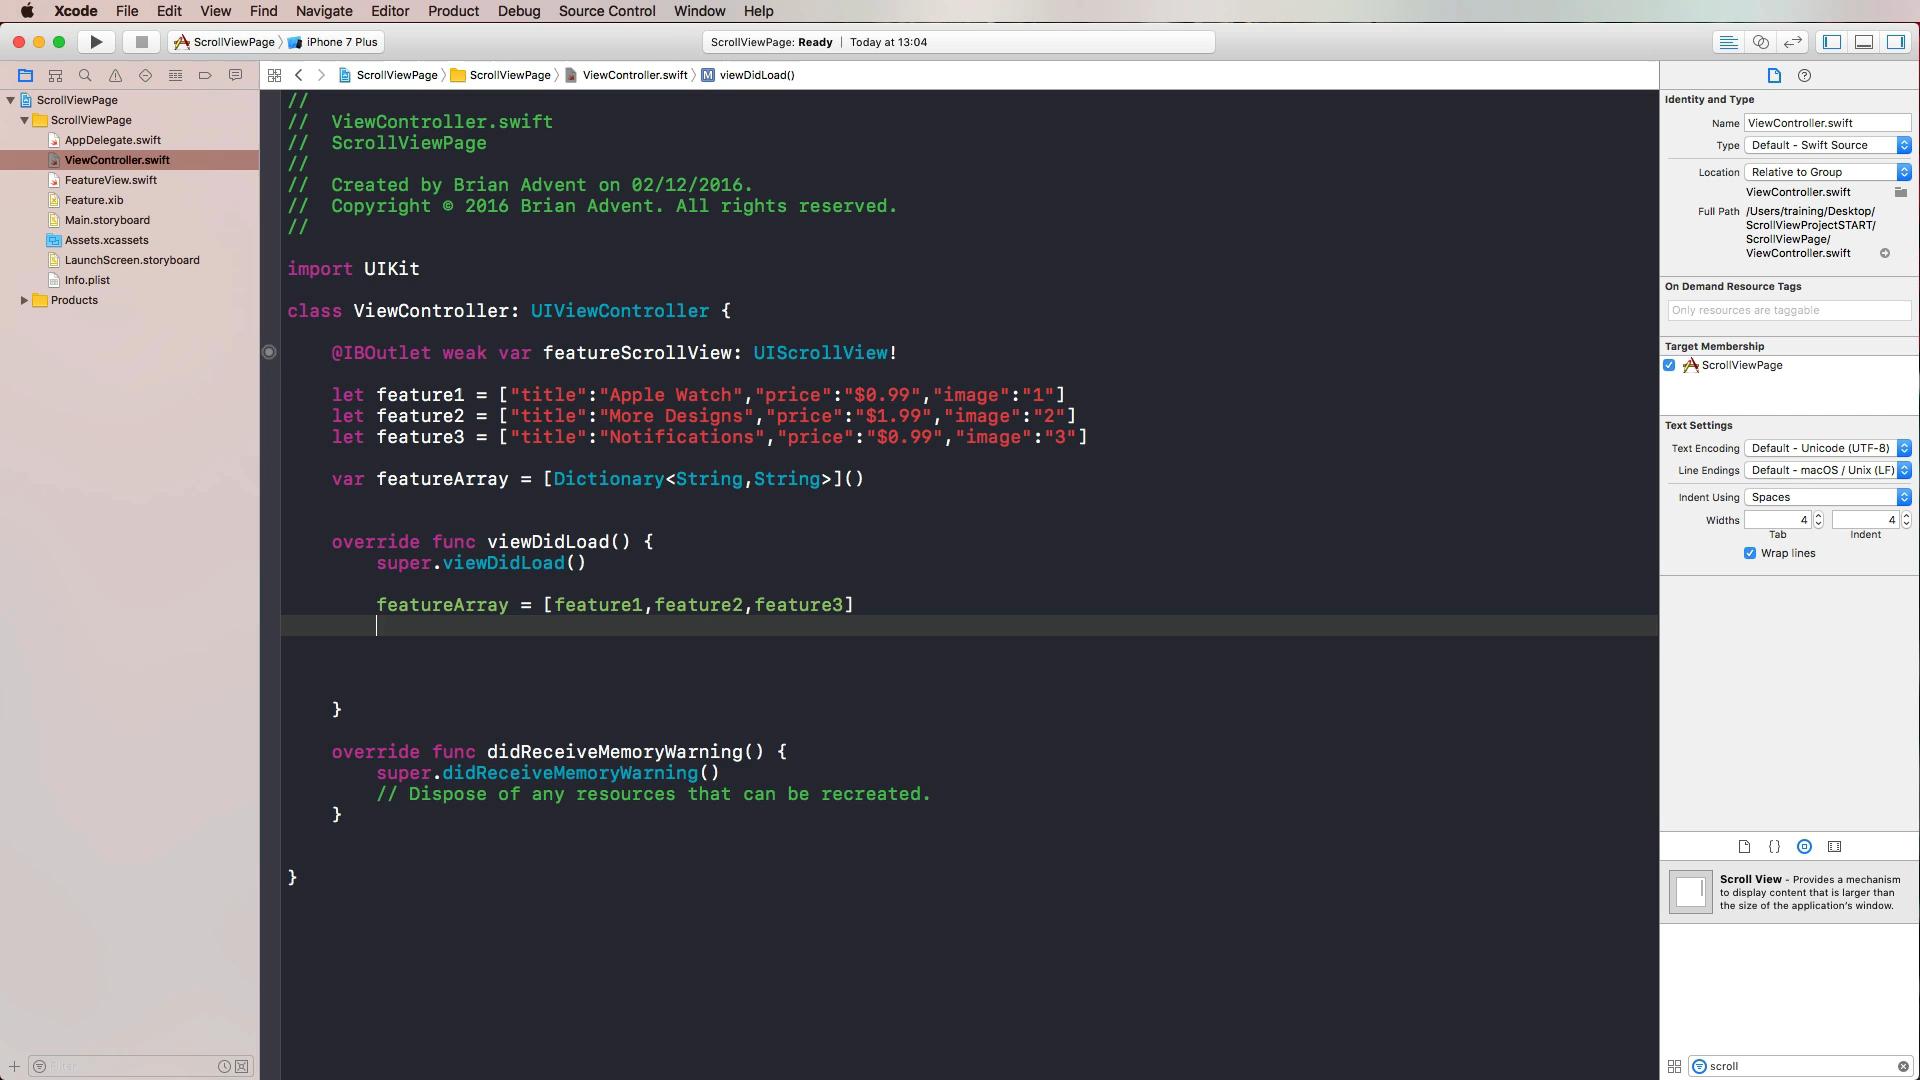 Xcode File Edit View Find Navigate Editor Product Debug Source Control Window Help
ScrollViewPage iPhone 7 Plus
ScrollViewPage: Ready | Today at 13:04
ScrollViewPage ScrollViewPage ViewController.swift M viewDidLoad()
ScrollViewPage
ScrollViewPage
AppDelegate.swift
ViewController.swift
FeatureView.swift
Feature.xib
Main.storyboard
Assets.xcassets
LaunchScreen.storyboard
Info.plist
Products
Filter
//
// ViewController.swift
// ScrollViewPage
//
// Created by Brian Advent on 02/12/2016.
// Copyright © 2016 Brian Advent. All rights reserved.
//
import UIKit
class ViewController: UIViewController {
@IBOutlet weak var featureScrollView: UIScrollView!
let feature1 = ["title":"Apple Watch","price":"$0.99","image":"1"]
let feature2 = ["title":"More Designs","price":"$1.99","image":"2"]
let feature3 = ["title":"Notifications","price":"$0.99","image":"3"]
var featureArray = [Dictionary<String,String>]()
override func viewDidLoad() {
super.viewDidLoad()
featureArray = [feature1,feature2,feature3]
}
override func didReceiveMemoryWarning() {
super.didReceiveMemoryWarning()
// Dispose of any resources that can be recreated.
}
}
Identity and Type
Name ViewController.swift
Type Default - Swift Source
Location Relative to Group
ViewController.swift
Full Path /Users/training/Desktop/
ScrollViewProjectSTART/
ScrollViewPage/
ViewController.swift
On Demand Resource Tags
Only resources are taggable
Target Membership
ScrollViewPage
Text Settings
Text Encoding Default - Unicode (UTF-8)
Line Endings Default - macOS / Unix (LF)
Indent Using Spaces
Widths 4 4
Tab Indent
Wrap lines
{}
Scroll View - Provides a mechanism
to display content that is larger than
the size of the application's window.
scroll